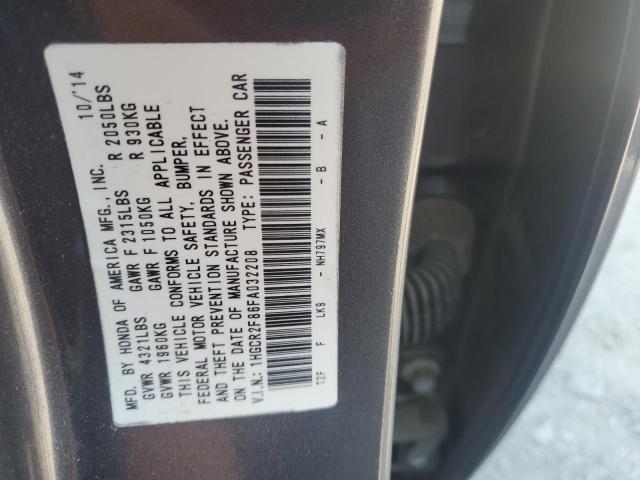 MFD. BY HONDA OF AMERICA MFG., INC. 10/'14
GVWR 4321LBS GAWR F 2315LBS R 2050LBS
GVWR 1960KG GAWR F 1050KG R 930KG
THIS VEHICLE CONFORMS TO ALL APPLICABLE
FEDERAL MOTOR VEHICLE SAFETY, BUMPER,
AND THEFT PREVENTION STANDARDS IN EFFECT
ON THE DATE OF MANUFACTURE SHOWN ABOVE.
V.I.N.: 1HGCR2F86FA032208 TYPE: PASSENGER CAR
T2F F LK9 - NH797MX - B - A